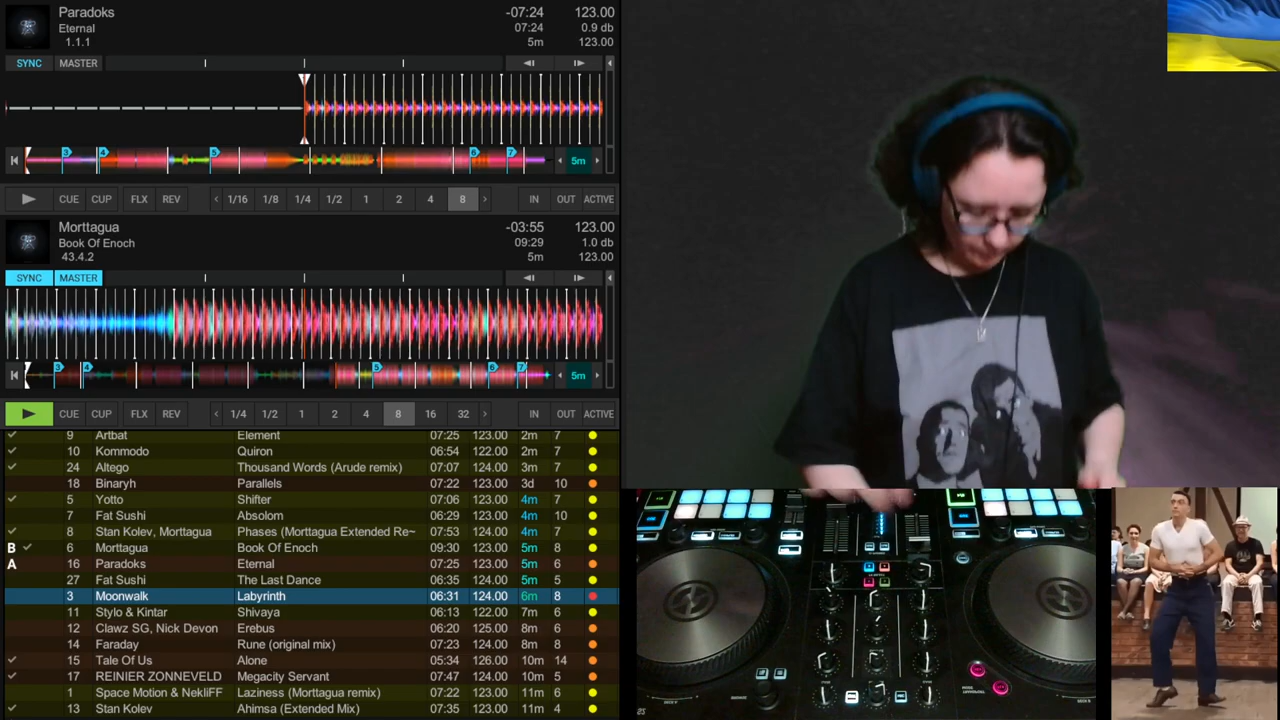 Paradoks -07:24 123.00
Eternal 07:24 0.9 db
1.1.1 5m 123.00
SYNC MASTER
3 4 5 6 7 5m
CUE CUP FLX REV 1/16 1/8 1/4 1/2 1 2 4 8 IN OUT ACTIVE
Morttagua -03:55 123.00
Book Of Enoch 09:29 1.0 db
43.4.2 5m 123.00
SYNC MASTER
3 4 5 6 7 5m
CUE CUP FLX REV 1/4 1/2 1 2 4 8 16 32 IN OUT ACTIVE
9 Artbat Element 07:25 123.00 2m 7
10 Kommodo Quiron 06:54 122.00 2m 7
24 Altego Thousand Words (Arude remix) 07:07 124.00 3m 7
18 Binaryh Parallels 07:22 123.00 3d 10
5 Yotto Shifter 07:06 123.00 4m 7
7 Fat Sushi Absolom 06:29 123.00 4m 10
8 Stan Kolev, Morttagua Phases (Morttagua Extended Re~ 07:53 124.00 4m 7
B 6 Morttagua Book Of Enoch 09:30 123.00 5m 8
A 16 Paradoks Eternal 07:25 123.00 5m 6
27 Fat Sushi The Last Dance 06:35 124.00 5m 5
3 Moonwalk Labyrinth 06:31 124.00 6m 8
11 Stylo & Kintar Shivaya 06:13 122.00 7m 6
12 Clawz SG, Nick Devon Erebus 06:20 125.00 8m 6
14 Faraday Rune (original mix) 07:23 124.00 8m 8
15 Tale Of Us Alone 05:34 126.00 10m 14
17 REINIER ZONNEVELD Megacity Servant 07:47 124.00 10m 5
1 Space Motion & NekliFF Laziness (Morttagua remix) 07:22 123.00 11m 6
13 Stan Kolev Ahimsa (Extended Mix) 07:35 124.00 11m 4